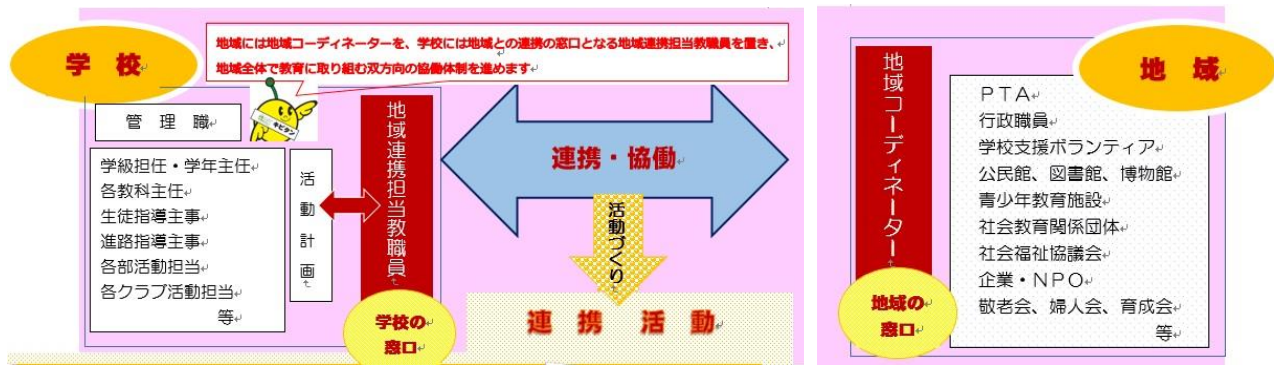 学校
地域には地域コーディネーターを、学校には地域との連携の窓口となる地域連携担当教職員を置き、
地域全体で教育に取り組む双方向の協働体制を進めます
管理職
キビタン
学級担任・学年主任
各教科主任
生徒指導主事
進路指導主事
各部活動担当
各クラブ活動担当
等
活動計画
地域連携担当教職員
学校の
窓口
連携・協働
活動づくり
連携活動
地域
地域コーディネーター
地域の
窓口
PTA
行政職員
学校支援ボランティア
公民館、図書館、博物館
青少年教育施設
社会教育関係団体
社会福祉協議会
企業・NPO
敬老会、婦人会、育成会
等